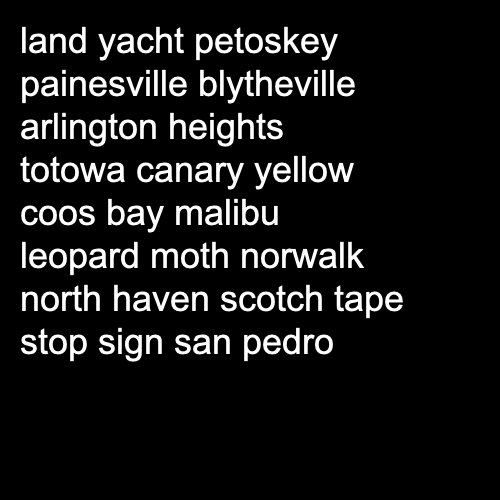 land yacht petoskey
painesville blytheville
arlington heights
totowa canary yellow
coos bay malibu
leopard moth norwalk
north haven scotch tape
stop sign san pedro